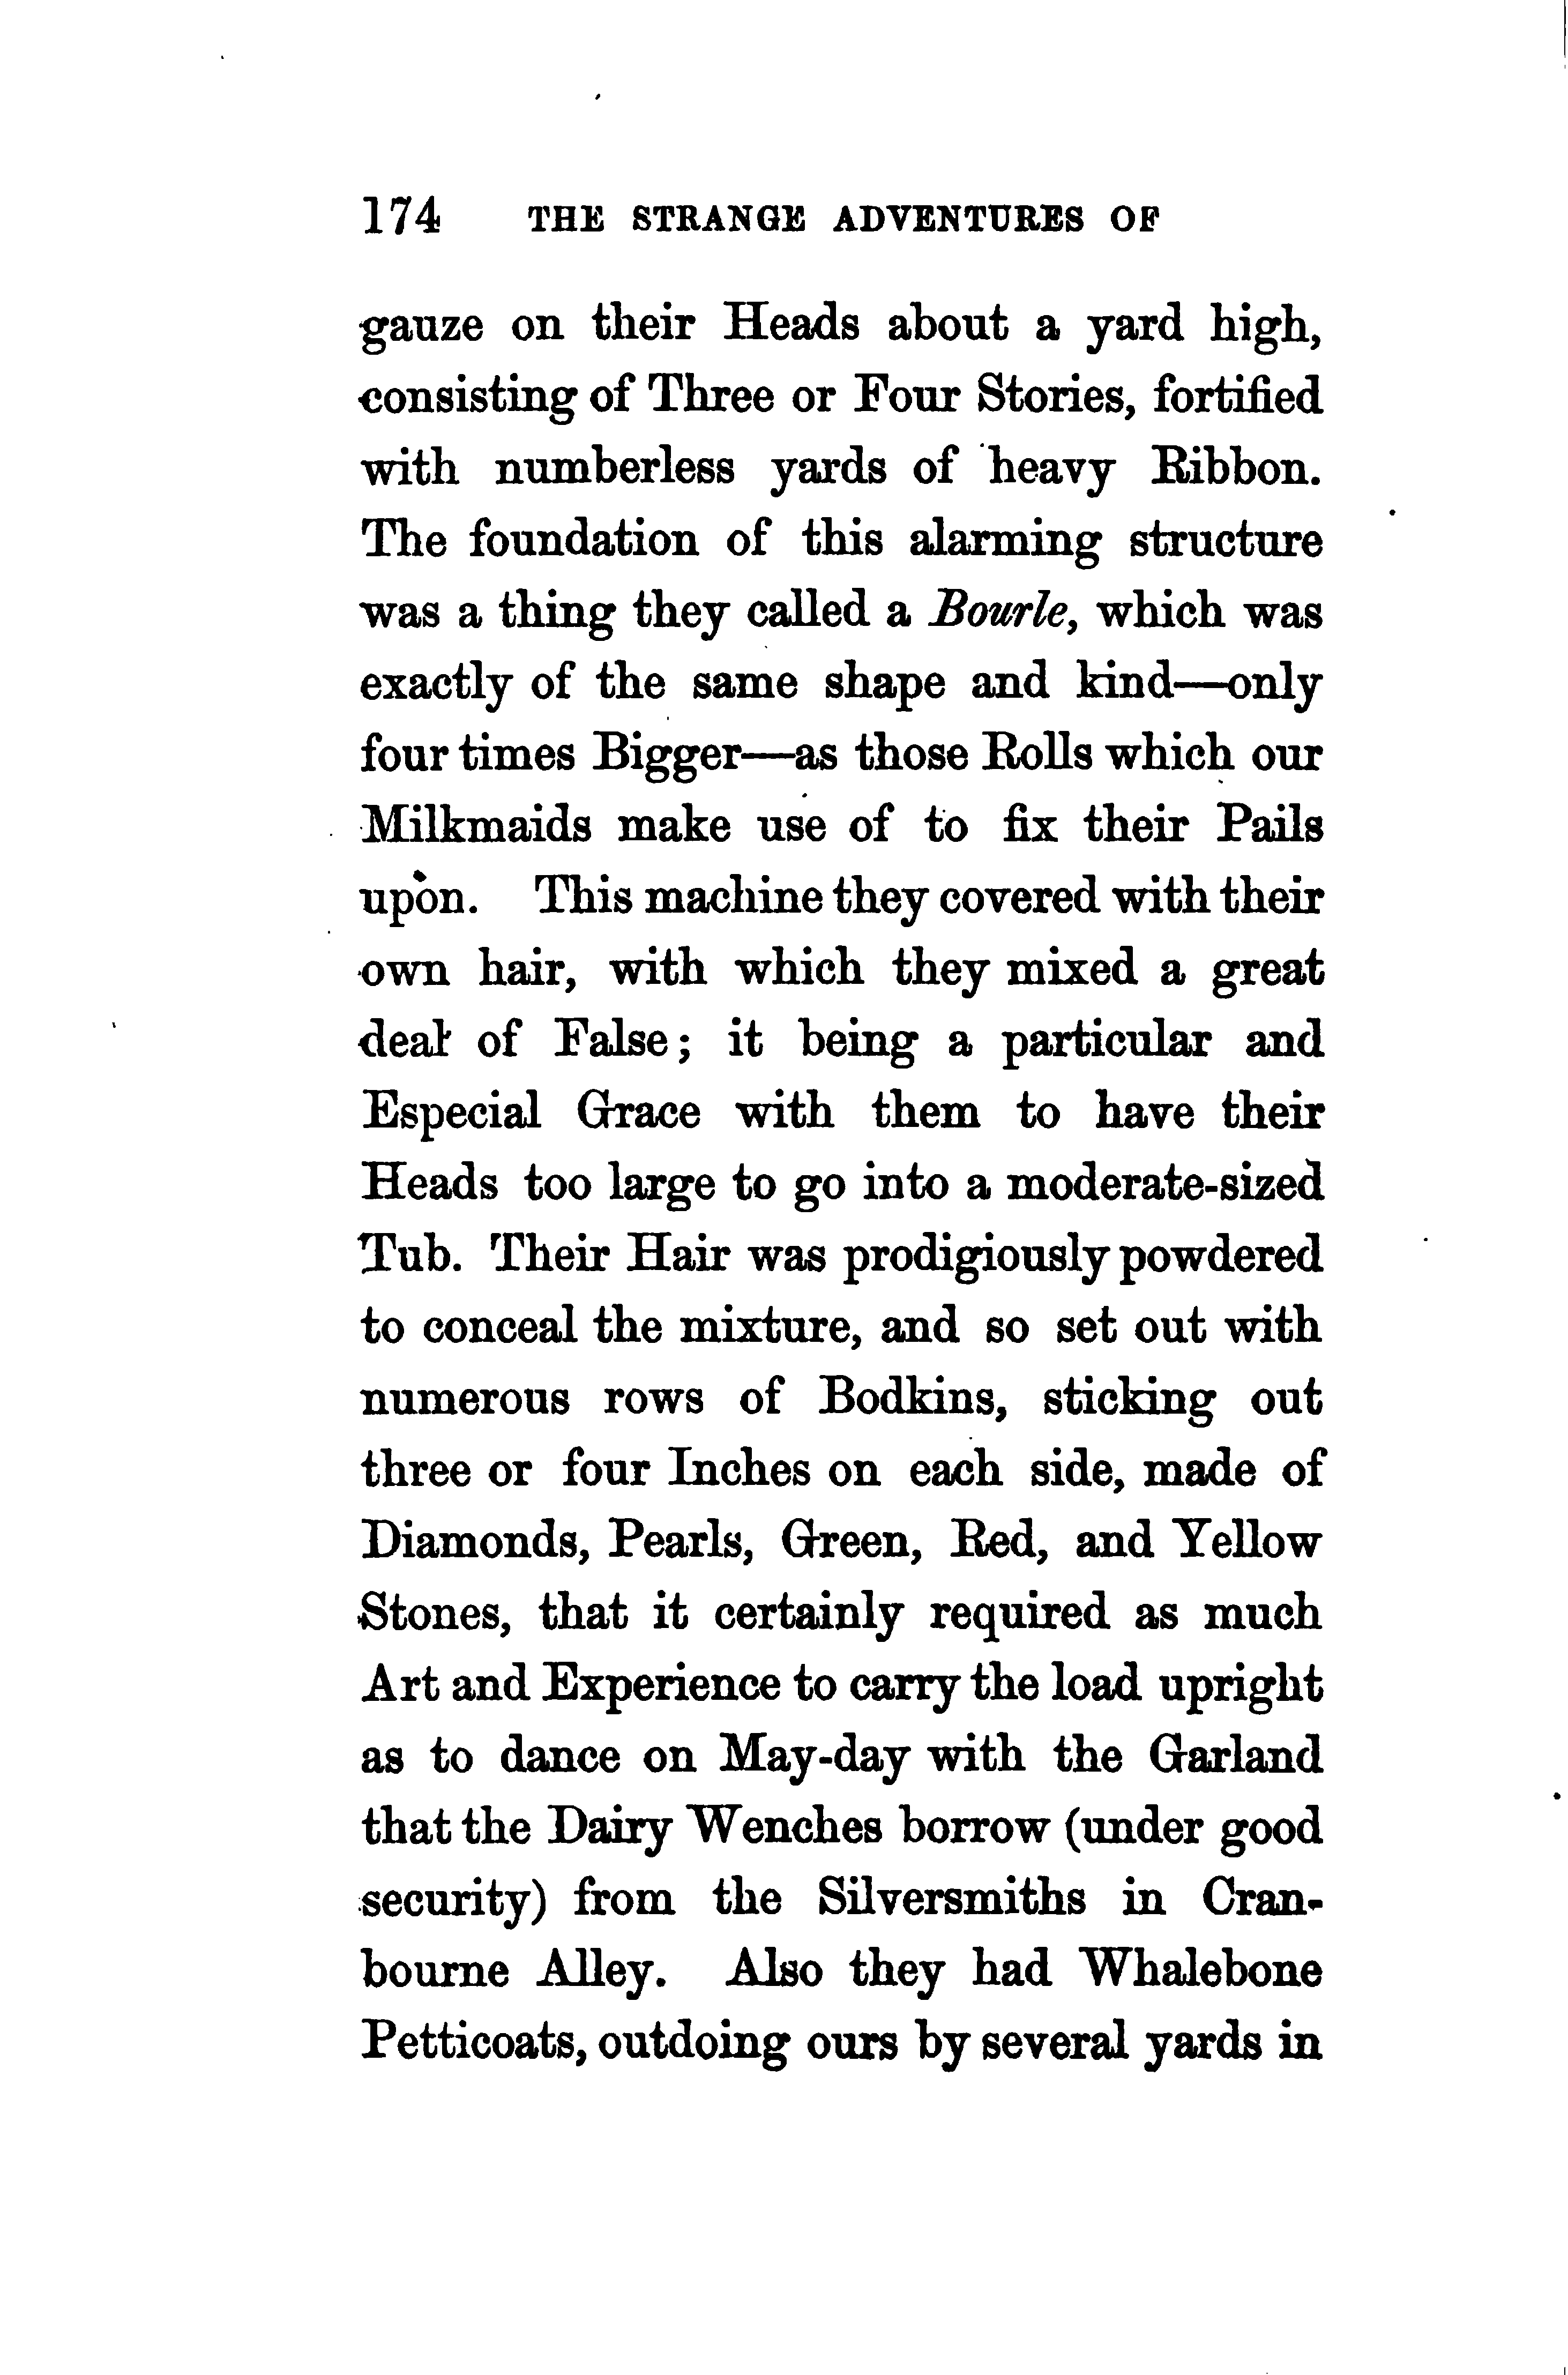 174 THE STRANGE ADVENTURES OF
gauze on their Heads about a yard high,
consisting of Three or Four Stories, fortified
with numberless yards of heavy Ribbon.
The foundation of this alarming structure
was a thing they called a Bourle, which was
exactly of the same shape and kind—only
four times Bigger—as those Rolls which our
Milkmaids make use of to fix their Pails
upon. This machine they covered with their
own hair, with which they mixed a great
deal of False; it being a particular and
Especial Grace with them to have their
Heads too large to go into a moderate-sized
Tub. Their Hair was prodigiously powdered
to conceal the mixture, and so set out with
numerous rows of Bodkins, sticking out
three or four Inches on each side, made of
Diamonds, Pearls, Green, Red, and Yellow
Stones, that it certainly required as much
Art and Experience to carry the load upright
as to dance on May-day with the Garland
that the Dairy Wenches borrow (under good
security) from the Silversmiths in Cran-
bourne Alley. Also they had Whalebone
Petticoats, outdoing ours by several yards in